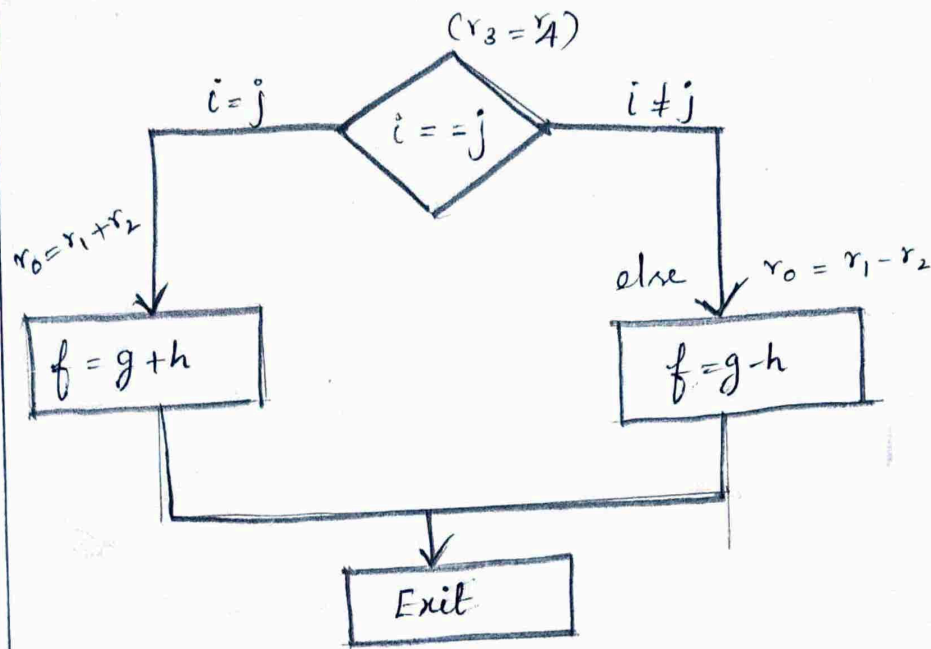 (r3 = r4)
i = j
i == j
i ≠ j
r0 = r1 + r2
else
r0 = r1 - r2
f = g + h
f = g - h
Exit